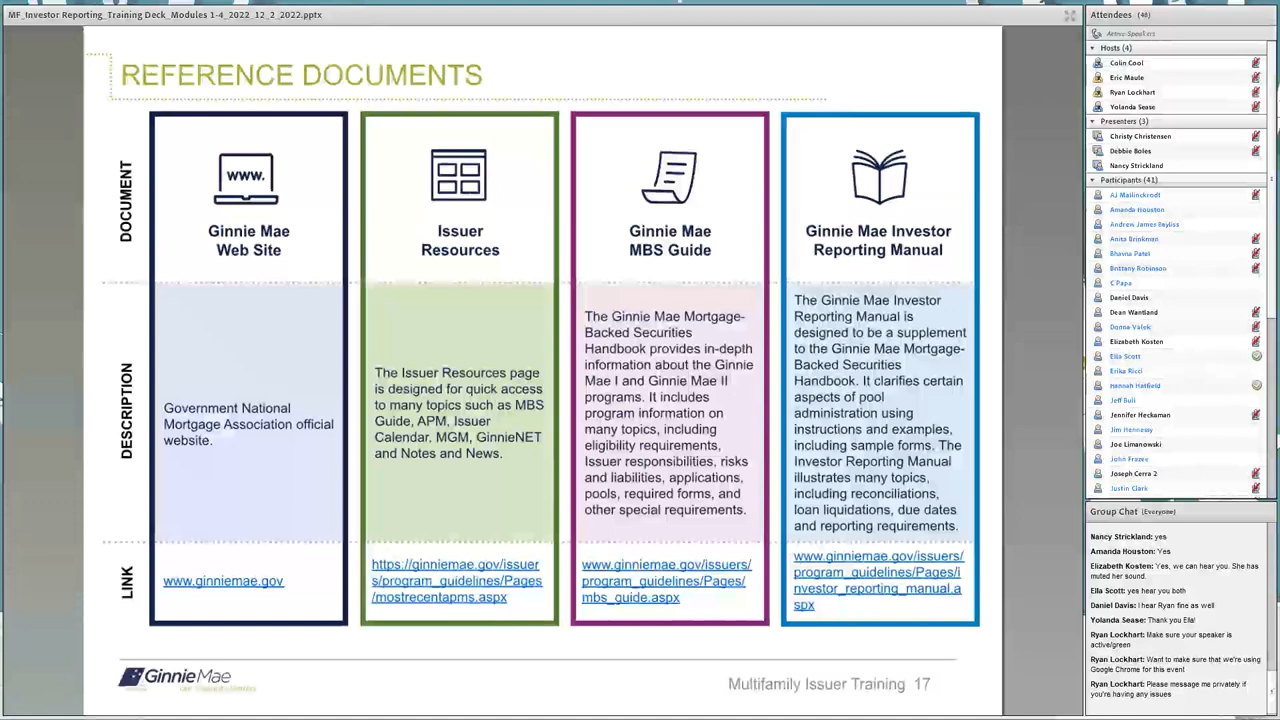 MF_Investor Reporting_Training Deck_Modules 1-4_2022_12_2_2022.pptx
REFERENCE DOCUMENTS
DOCUMENT
www.
Ginnie Mae
Web Site
Issuer
Resources
Ginnie Mae
MBS Guide
Ginnie Mae Investor
Reporting Manual
DESCRIPTION
Government National
Mortgage Association official
website.
The Issuer Resources page
is designed for quick access
to many topics such as MBS
Guide, APM, Issuer
Calendar, MGM, GinnieNET
and Notes and News.
The Ginnie Mae Mortgage-
Backed Securities
Handbook provides in-depth
information about the Ginnie
Mae I and Ginnie Mae II
programs. It includes
program information on
many topics, including
eligibility requirements,
Issuer responsibilities, risks
and liabilities, applications,
pools, required forms, and
other special requirements.
The Ginnie Mae Investor
Reporting Manual is
designed to be a supplement
to the Ginnie Mae Mortgage-
Backed Securities
Handbook. It clarifies certain
aspects of pool
administration using
instructions and examples,
including sample forms. The
Investor Reporting Manual
illustrates many topics,
including reconciliations,
loan liquidations, due dates
and reporting requirements.
LINK
www.ginniemae.gov
https://ginniemae.gov/issuer
s/program_guidelines/Pages
/mostrecentapms.aspx
www.ginniemae.gov/issuers/
program_guidelines/Pages/
mbs_guide.aspx
www.ginniemae.gov/issuers/
program_guidelines/Pages/i
nvestor_reporting_manual.a
spx
GinnieMae
Multifamily Issuer Training 17
Attendees (48)
Active Speakers
Hosts (4)
Colin Cool
Eric Maule
Ryan Lockhart
Yolanda Sease
Presenters (3)
Christy Christensen
Debbie Boles
Nancy Strickland
Participants (41)
AJ Mailinckrodt
Amanda Houston
Andrew James Bayliss
Anita Brinkman
Bhavna Patel
Brittany Robinson
C Papa
Daniel Davis
Dean Wantland
Donna Valek
Elizabeth Kosten
Ella Scott
Erika Ricci
Hannah Hatfield
Jeff Buli
Jennifer Heckaman
Jim Hennessy
Joe Limanowski
John Frazee
Joseph Cerra 2
Justin Clark
Group Chat (Everyone)
Nancy Strickland: yes
Amanda Houston: Yes
Elizabeth Kosten: Yes, we can hear you. She has
muted her sound.
Ella Scott: yes hear you both
Daniel Davis: I hear Ryan fine as well
Yolanda Sease: Thank you Ella!
Ryan Lockhart: Make sure your speaker is
active/green
Ryan Lockhart: Want to make sure that we're using
Google Chrome for this event
Ryan Lockhart: Please message me privately if
you're having any issues